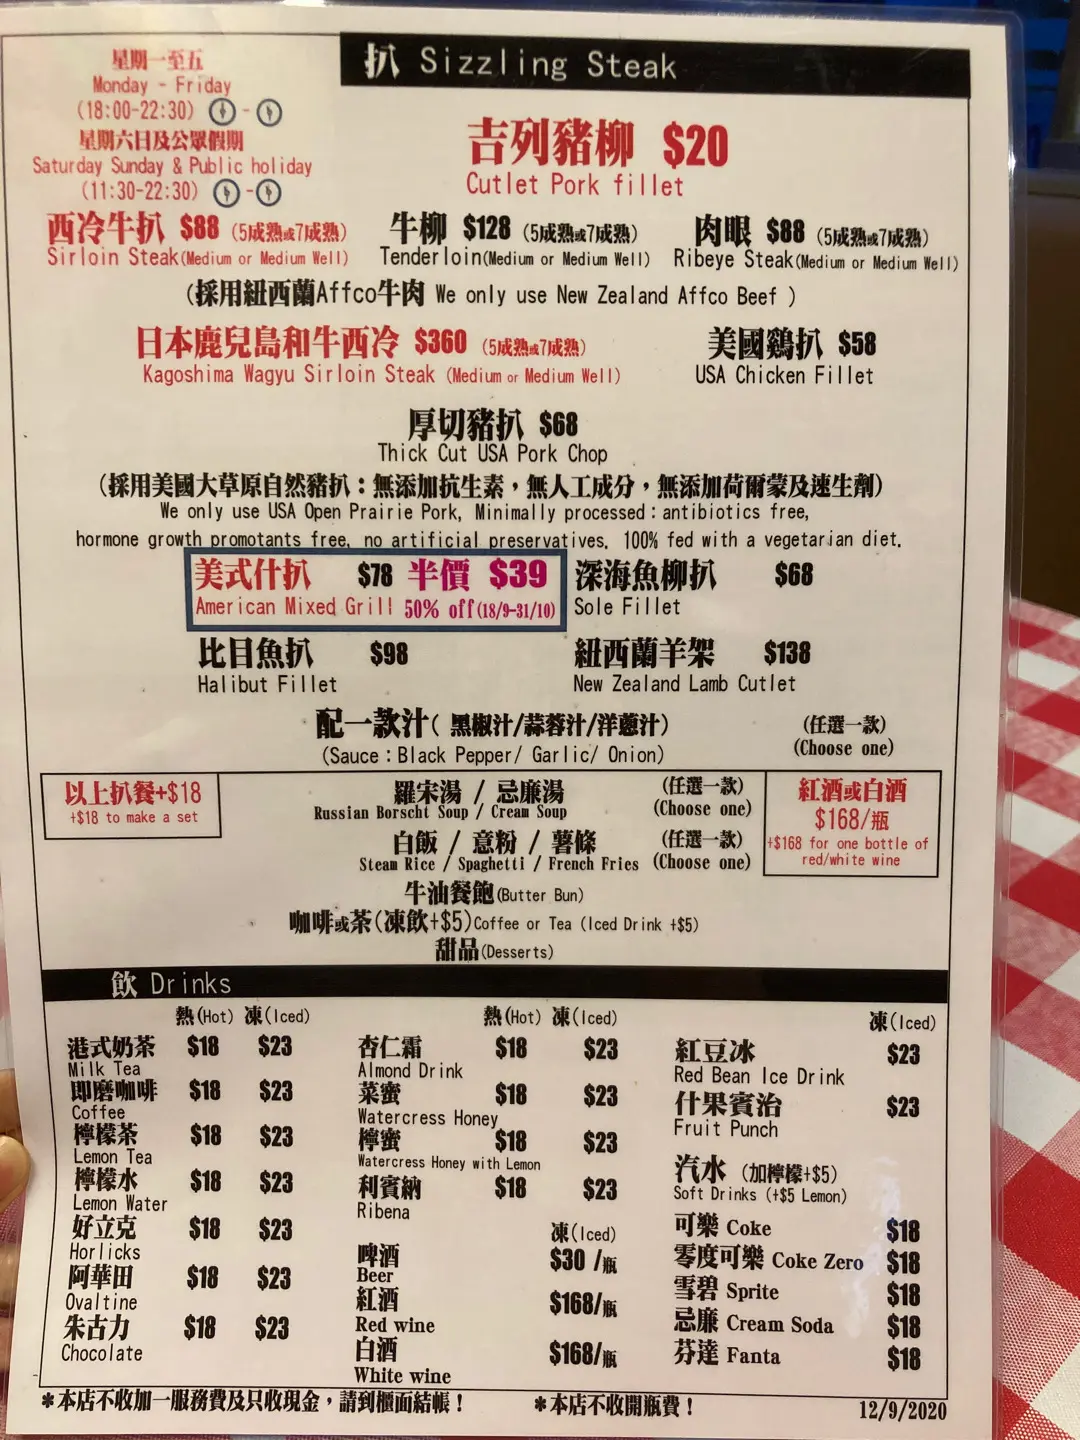 星期一至五
Monday - Friday
(18:00-22:30)
星期六日及公眾假期
Saturday Sunday & Public holiday
(11:30-22:30)
扒 Sizzling Steak
吉列豬柳 $20
Cutlet Pork fillet
西冷牛扒 $88 (5成熟或7成熟) 牛柳 $128 (5成熟或7成熟) 肉眼 $88 (5成熟或7成熟)
Sirloin Steak(Medium or Medium Well) Tenderloin(Medium or Medium Well) Ribeye Steak(Medium or Medium Well)
(採用紐西蘭Affco牛肉 We only use New Zealand Affco Beef )
日本鹿兒島和牛西冷 $360 (5成熟或7成熟) 美國鷄扒 $58
Kagoshima Wagyu Sirloin Steak (Medium or Medium Well) USA Chicken Fillet
厚切豬扒 $68
Thick Cut USA Pork Chop
(採用美國大草原自然豬扒：無添加抗生素，無人工成分，無添加荷爾蒙及速生劑)
We only use USA Open Prairie Pork, Minimally processed：antibiotics free,
hormone growth promotants free, no artificial preservatives, 100% fed with a vegetarian diet.
美式什扒 $78 半價 $39 深海魚柳扒 $68
American Mixed Grill 50% off(18/9-31/10) Sole Fillet
比目魚扒 $98 紐西蘭羊架 $138
Halibut Fillet New Zealand Lamb Cutlet
配一款汁( 黑椒汁/蒜蓉汁/洋蔥汁) (任選一款)
(Sauce：Black Pepper/ Garlic/ Onion) (Choose one)
以上扒餐+$18
+$18 to make a set
羅宋湯 / 忌廉湯 (任選一款)
Russian Borscht Soup / Cream Soup (Choose one)
白飯 / 意粉 / 薯條 (任選一款)
Steam Rice / Spaghetti / French Fries (Choose one)
紅酒或白酒
$168/瓶
+$168 for one bottle of
red/white wine
牛油餐飽(Butter Bun)
咖啡或茶(凍飲+$5)Coffee or Tea (Iced Drink +$5)
甜品(Desserts)
飲 Drinks
熱(Hot) 凍(Iced)
港式奶茶 $18 $23
Milk Tea
即磨咖啡 $18 $23
Coffee
檸檬茶 $18 $23
Lemon Tea
檸檬水 $18 $23
Lemon Water
好立克 $18 $23
Horlicks
阿華田 $18 $23
Ovaltine
朱古力 $18 $23
Chocolate
熱(Hot) 凍(Iced)
杏仁霜 $18 $23
Almond Drink
菜蜜 $18 $23
Watercress Honey
檸蜜 $18 $23
Watercress Honey with Lemon
利賓納 $18 $23
Ribena
凍(Iced)
啤酒 $30 /瓶
Beer
紅酒 $168/瓶
Red wine
白酒 $168/瓶
White wine
凍(Iced)
紅豆冰 $23
Red Bean Ice Drink
什果賓治 $23
Fruit Punch
汽水 (加檸檬+$5)
Soft Drinks (+$5 Lemon)
可樂 Coke $18
零度可樂 Coke Zero $18
雪碧 Sprite $18
忌廉 Cream Soda $18
芬達 Fanta $18
*本店不收加一服務費及只收現金，請到櫃面結帳！ *本店不收開瓶費！ 12/9/2020